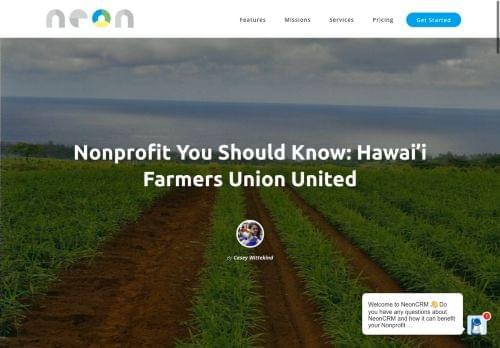 neon
Features Missions Services Pricing Get Started
Nonprofit You Should Know: Hawai’i
Farmers Union United
By Casey Wittekind
Welcome to NeonCRM 👋 Do
you have any questions about
NeonCRM and how it can benefit
your Nonprofit ...
1